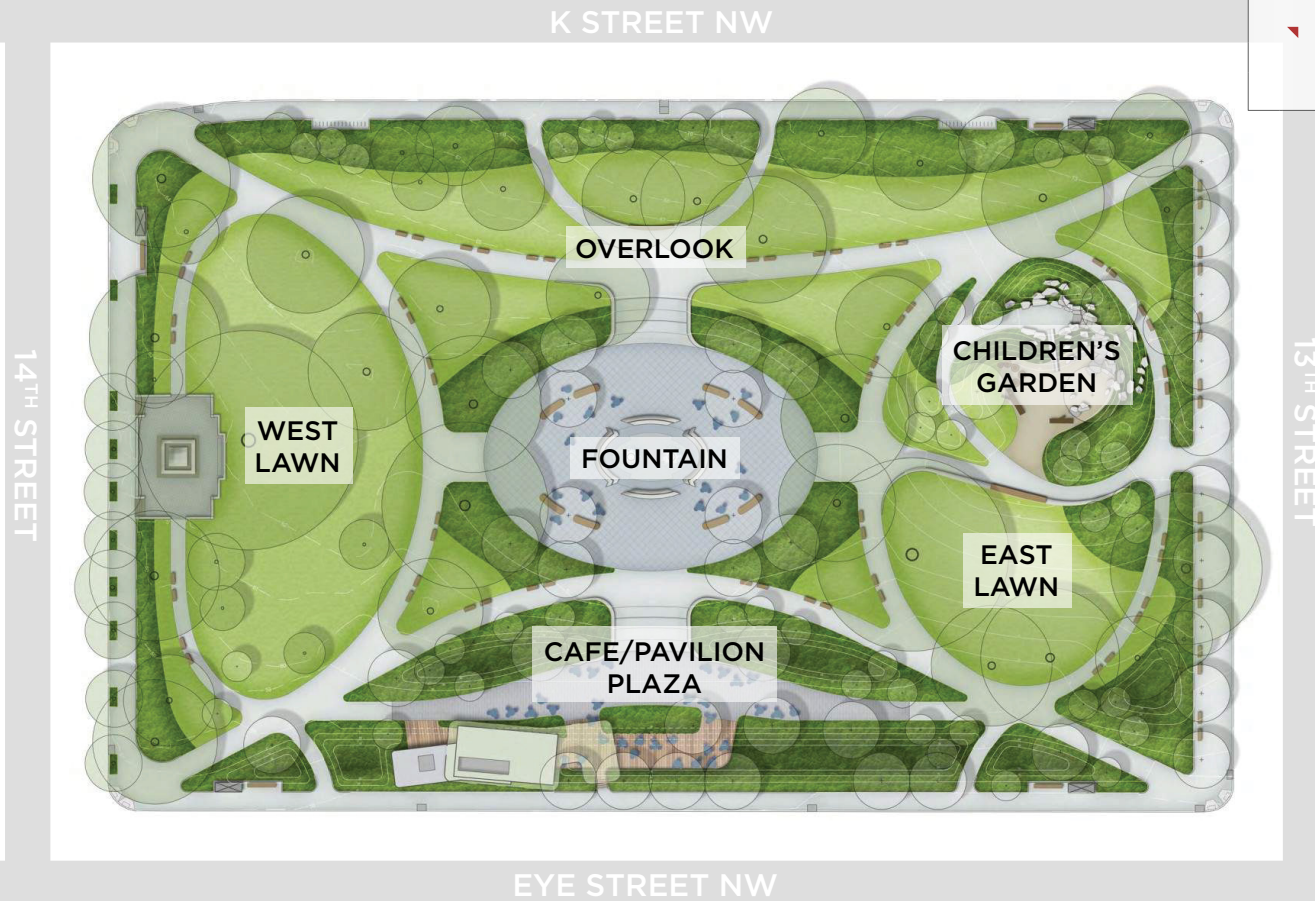 K STREET NW
OVERLOOK
CHILDREN'S
GARDEN
14TH STREET
WEST
LAWN
FOUNTAIN
13TH STREET
EAST
LAWN
CAFE/PAVILION
PLAZA
EYE STREET NW